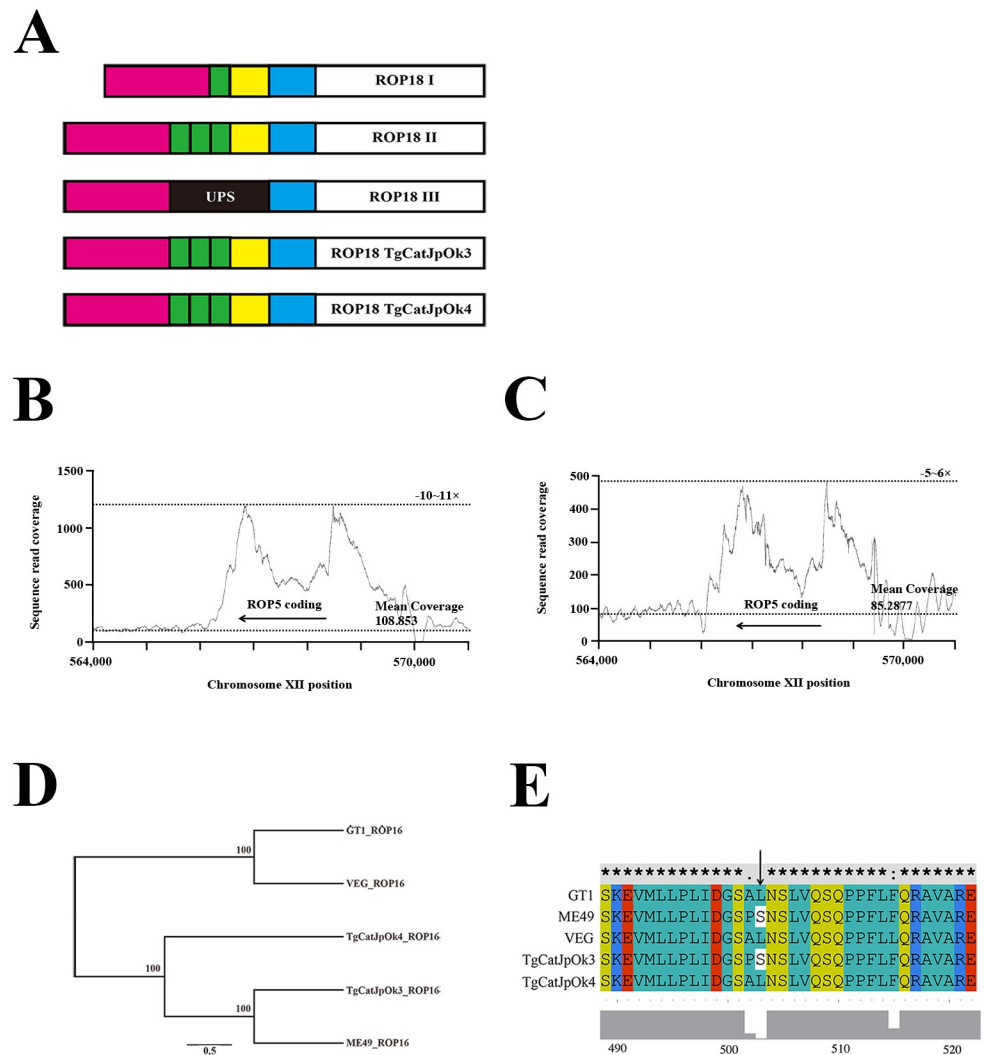 A
ROP18 I
ROP18 II
UPS
ROP18 III
ROP18 TgCatJpOk3
ROP18 TgCatJpOk4
B
Sequence read coverage
1500
1000
500
0
-10~11×
ROP5 coding
Mean Coverage
108.853
564,000
570,000
Chromosome XII position
C
Sequence read coverage
500
400
300
200
100
0
-5~6×
ROP5 coding
Mean Coverage
85.2877
564,000
570,000
Chromosome XII position
D
100
GT1_ROP16
VEG_ROP16
100
TgCatJpOk4_ROP16
100
TgCatJpOk3_ROP16
ME49_ROP16
0.5
E
*************. ***********:*******
GT1 SKEVMLLPLIDGSALNSLVQSQPPFLFQRAVARE
ME49 SKEVMLLPLIDGSPSNSLVQSQPPFLFQRAVARE
VEG SKEVMLLPLIDGSALNSLVQSQPPFLLQRAVARE
TgCatJpOk3 SKEVMLLPLIDGSPSNSLVQSQPPFLFQRAVARE
TgCatJpOk4 SKEVMLLPLIDGSALNSLVQSQPPFLFQRAVARE
490 500 510 520